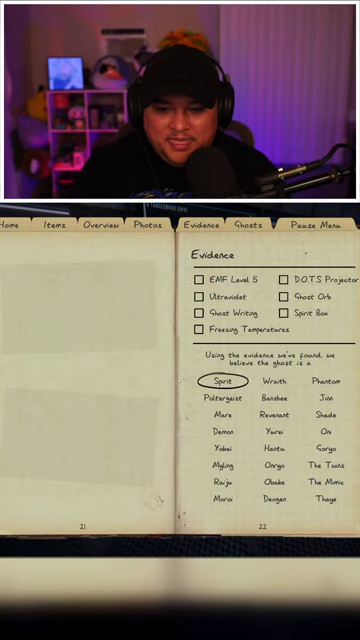 Home Items Overview Photos Evidence Ghosts Pause Menu
Evidence
EMF Level 5 D.O.T.S Projector
Ultraviolet Ghost Orb
Ghost Writing Spirit Box
Freezing Temperatures
Using the evidence we've found, we
believe the ghost is a
Spirit Wraith Phantom
Poltergeist Banshee Jinn
Mare Revenant Shade
Demon Yurei Oni
Yokai Hantu Goryo
Myling Onryo The Twins
Raiju Obake The Mimic
Moroi Deogen Thaye
21 22